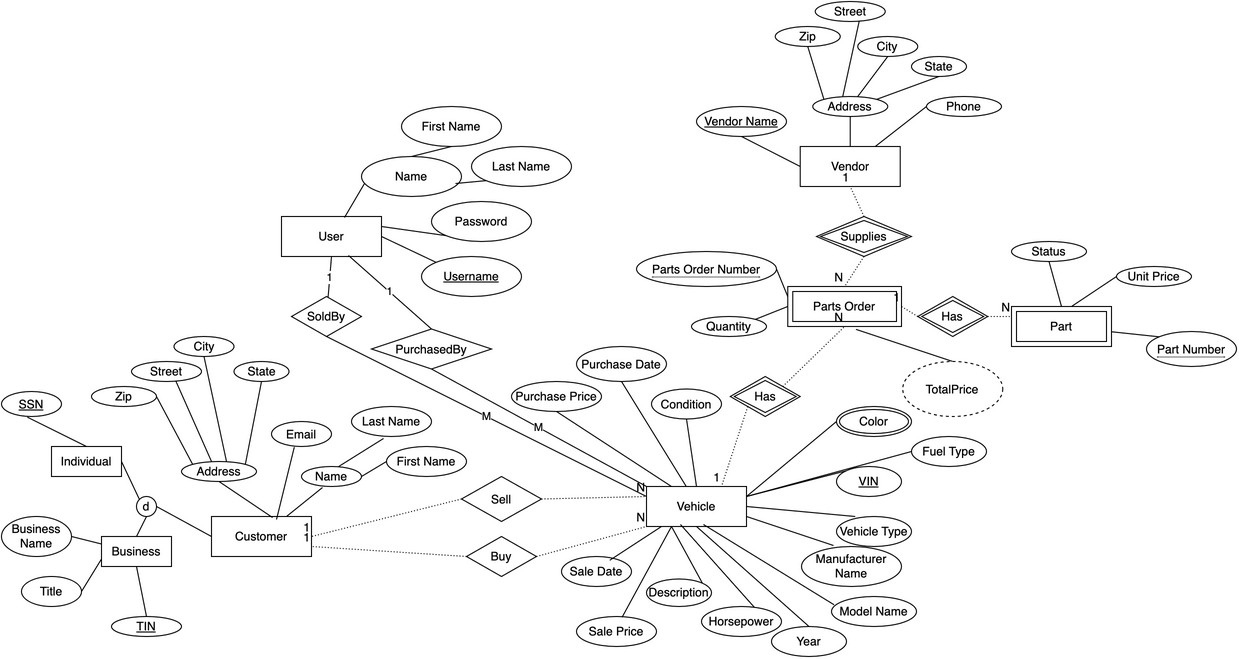 Street
Zip
City
State
Address
Phone
Vendor Name
Vendor
1
First Name
Name
Last Name
Password
User
Username
Supplies
Status
Unit Price
Parts Order Number
N
1
Parts Order
N
Has
N
Part
Part Number
Quantity
TotalPrice
1
1
SoldBy
PurchasedBy
City
Street
State
Zip
SSN
Purchase Date
Purchase Price
Condition
Has
Color
Last Name
M
M
Email
Individual
Address
Name
First Name
Fuel Type
VIN
1
N
d
Sell
Vehicle
N
Vehicle Type
Business
Name
Customer
1
1
Business
Buy
Manufacturer
Name
Sale Date
Title
Description
Model Name
TIN
Sale Price
Horsepower
Year